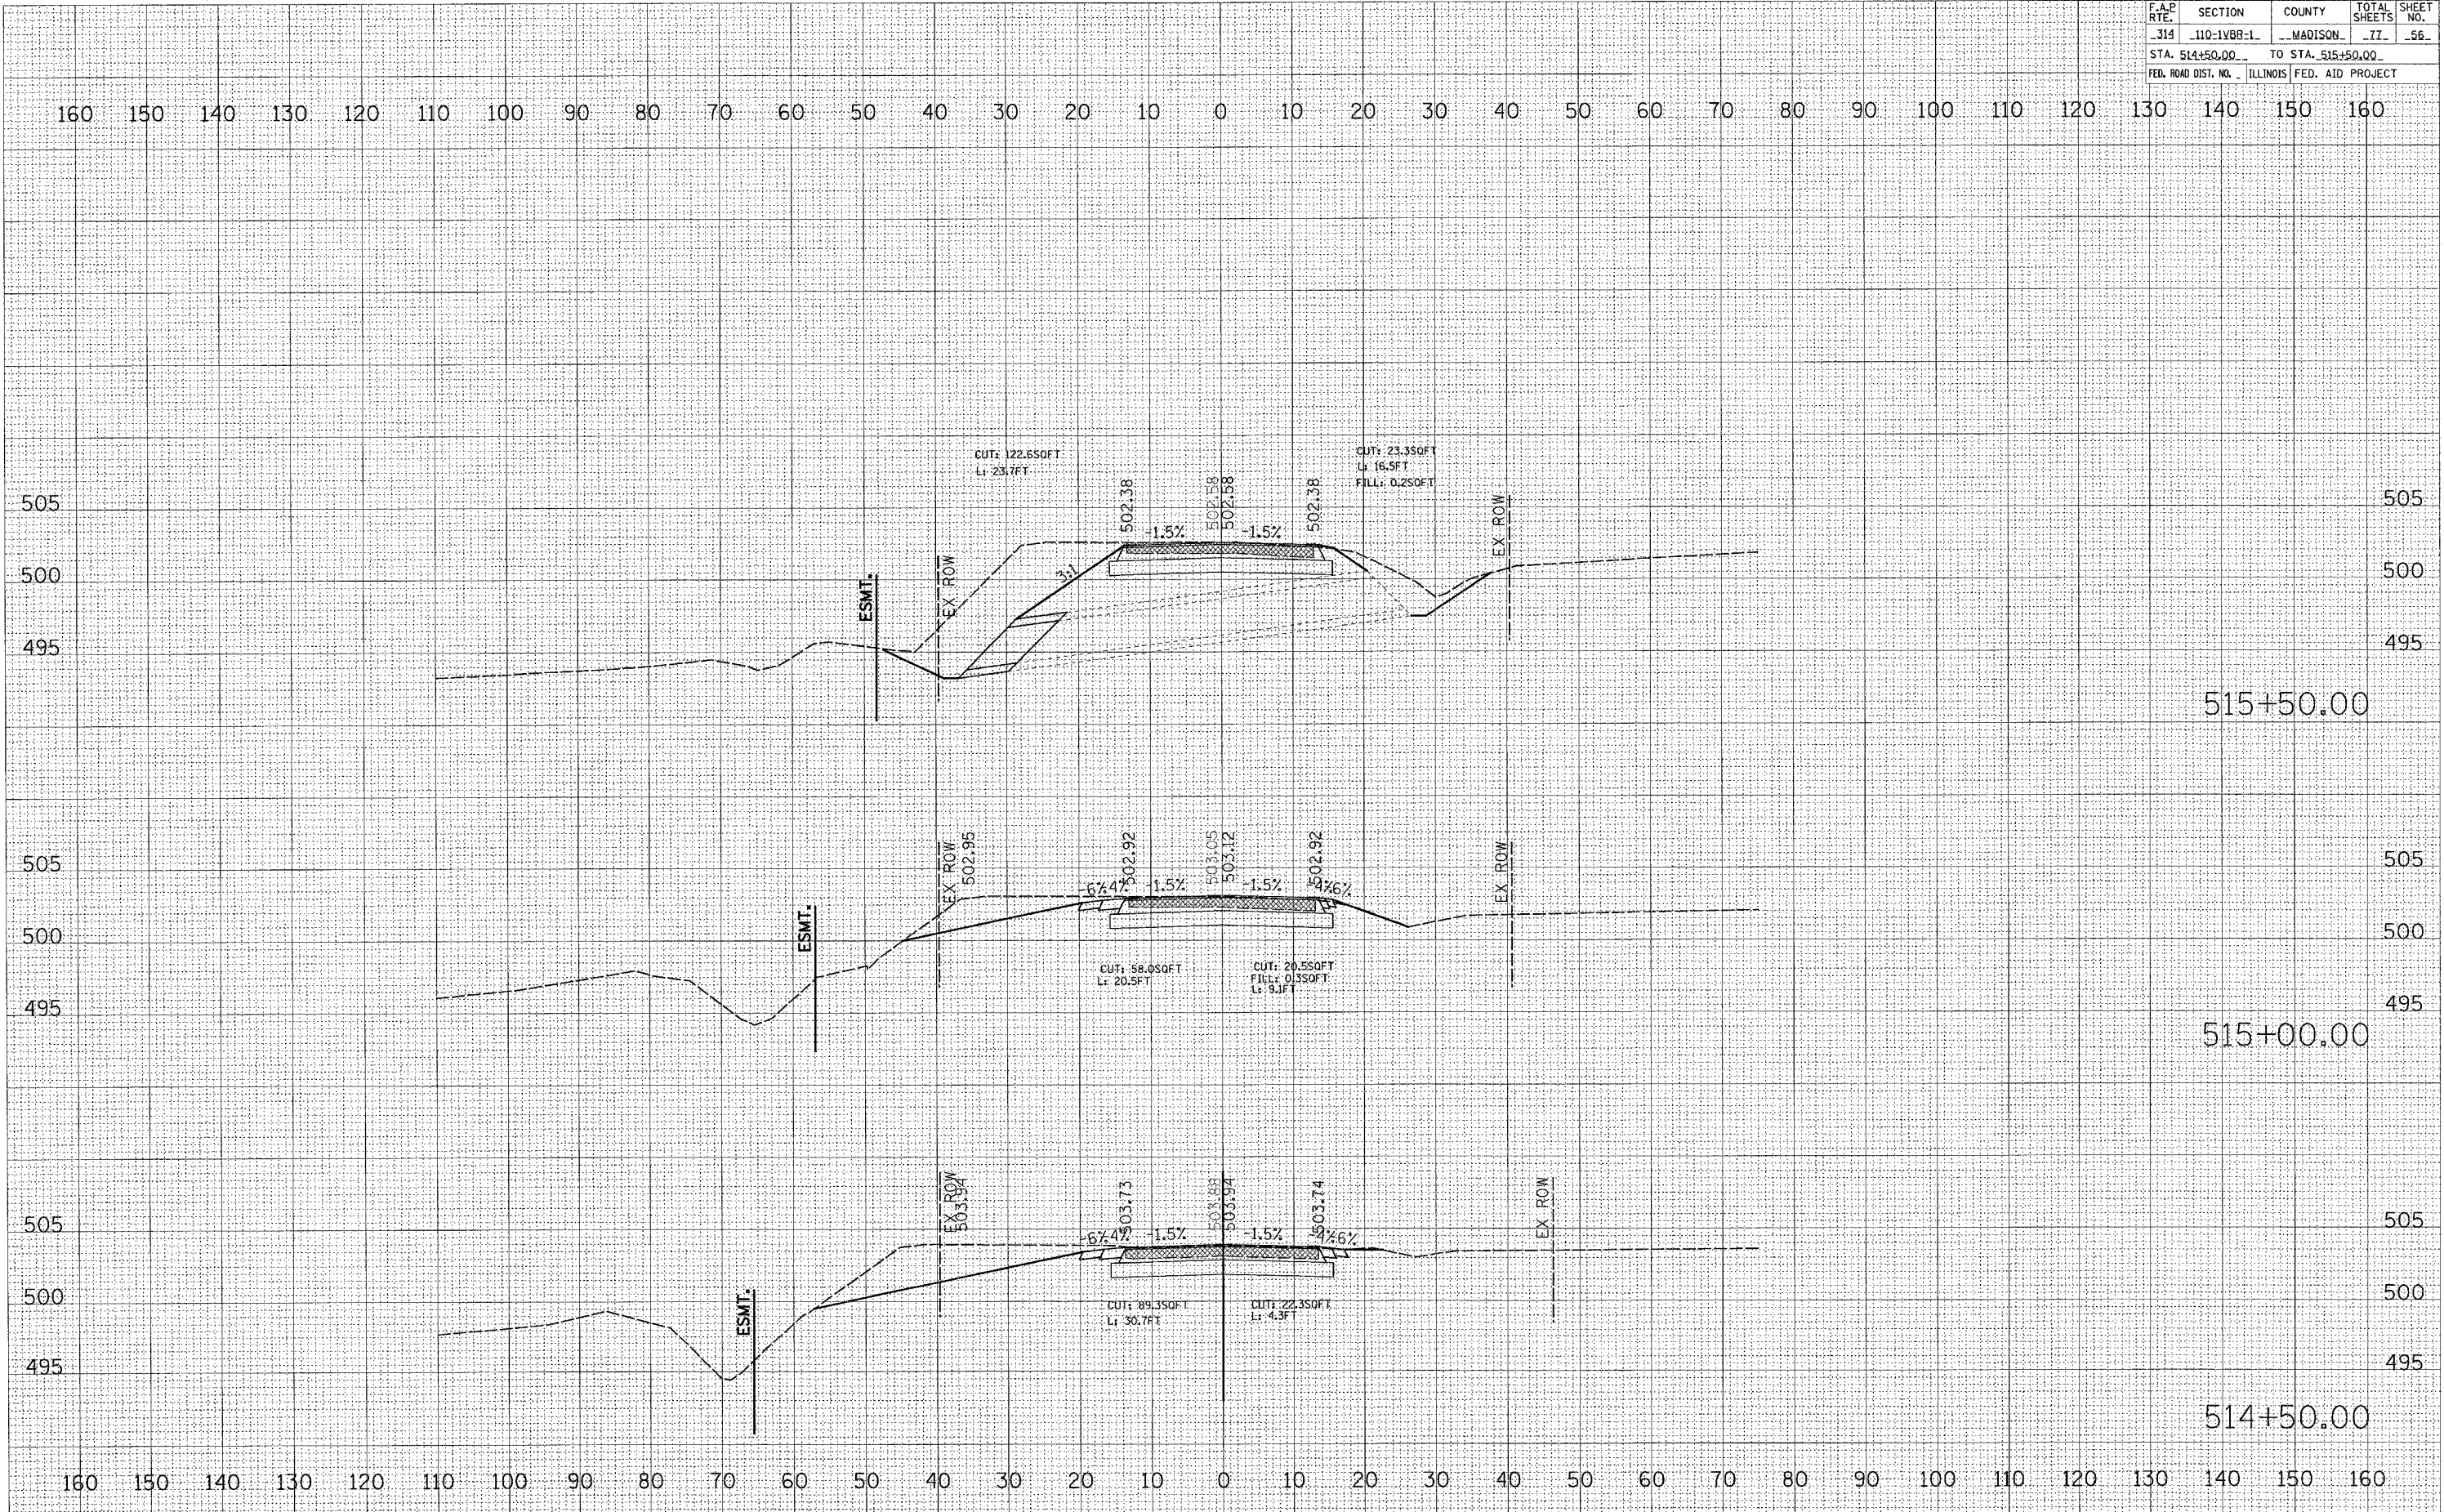 F.A.P. RTE. SECTION COUNTY TOTAL SHEETS SHEET NO.
314 110-1VBR-1 MADISON 77 56
STA. 514+50.00 TO STA. 515+50.00
FED. ROAD DIST. NO. ILLINOIS FED. AID PROJECT
160 150 140 130 120 110 100 90 80 70 60 50 40 30 20 10 0 10 20 30 40 50 60 70 80 90 100 110 120 130 140 150 160
CUT: 122.6SQFT
L: 23.7FT
CUT: 23.3SQFT
L: 16.5FT
FILL: 0.2SQFT
505 502.38 502.58 502.58 502.38 EX ROW 505
-1.5% -1.5%
500 ESMT. EX ROW 3:1 500
495 495
515+50.00
505 EX ROW 502.95 502.92 503.05 503.12 502.92 EX ROW 505
-6% 4% -1.5% -1.5% -4% 6%
500 ESMT. 500
CUT: 58.0SQFT
L: 20.5FT
CUT: 20.5SQFT
FILL: 0.3SQFT
L: 9.1FT
495 495
515+00.00
505 EX ROW 503.94 503.73 503.88 503.94 503.74 EX ROW 505
-6% 4% -1.5% -1.5% -4% 6%
500 ESMT. 500
CUT: 89.3SQFT
L: 30.7FT
CUT: 22.3SQFT
L: 4.3FT
495 495
514+50.00
160 150 140 130 120 110 100 90 80 70 60 50 40 30 20 10 0 10 20 30 40 50 60 70 80 90 100 110 120 130 140 150 160